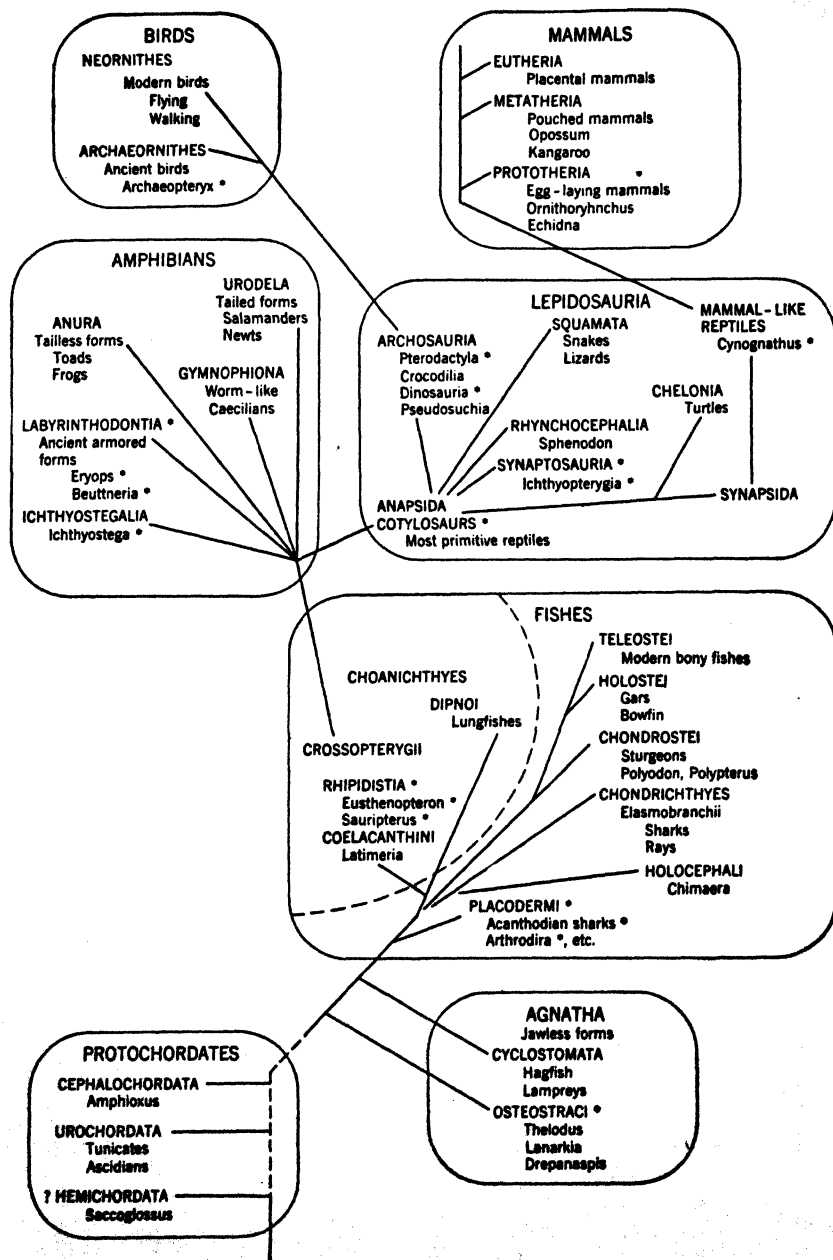 BIRDS
NEORNITHES
Modern birds
Flying
Walking
ARCHAEORNITHES
Ancient birds
Archaeopteryx *
MAMMALS
EUTHERIA
Placental mammals
METATHERIA
Pouched mammals
Opossum
Kangaroo
PROTOTHERIA *
Egg-laying mammals
Ornithoryhnchus
Echidna
AMPHIBIANS
URODELA
Tailed forms
Salamanders
Newts
ANURA
Tailless forms
Toads
Frogs
GYMNOPHIONA
Worm-like
Caecilians
LABYRINTHODONTIA *
Ancient armored
forms
Eryops *
Beuttneria *
ICHTHYOSTEGALIA
Ichthyostega *
LEPIDOSAURIA
SQUAMATA
Snakes
Lizards
MAMMAL-LIKE
REPTILES
Cynognathus *
ARCHOSAURIA
Pterodactyla *
Crocodilia
Dinosauria *
Pseudosuchia
CHELONIA
Turtles
RHYNCHOCEPHALIA
Sphenodon
SYNAPTOSAURIA *
Ichthyopterygia *
SYNAPSIDA
ANAPSIDA
COTYLOSAURS *
Most primitive reptiles
FISHES
TELEOSTEI
Modern bony fishes
CHOANICHTHYES
HOLOSTEI
Gars
Bowfin
DIPNOI
Lungfishes
CROSSOPTERYGII
CHONDROSTEI
Sturgeons
Polyodon, Polypterus
RHIPIDISTIA *
Eusthenopteron *
Sauripterus *
COELACANTHINI
Latimeria
CHONDRICHTHYES
Elasmobranchii
Sharks
Rays
HOLOCEPHALI
Chimaera
PLACODERMI *
Acanthodian sharks *
Arthrodira *, etc.
AGNATHA
Jawless forms
CYCLOSTOMATA
Hagfish
Lampreys
OSTEOSTRACI *
Thelodus
Lanarkia
Drepanaspis
PROTOCHORDATES
CEPHALOCHORDATA
Amphioxus
UROCHORDATA
Tunicates
Ascidians
? HEMICHORDATA
Saccoglossus